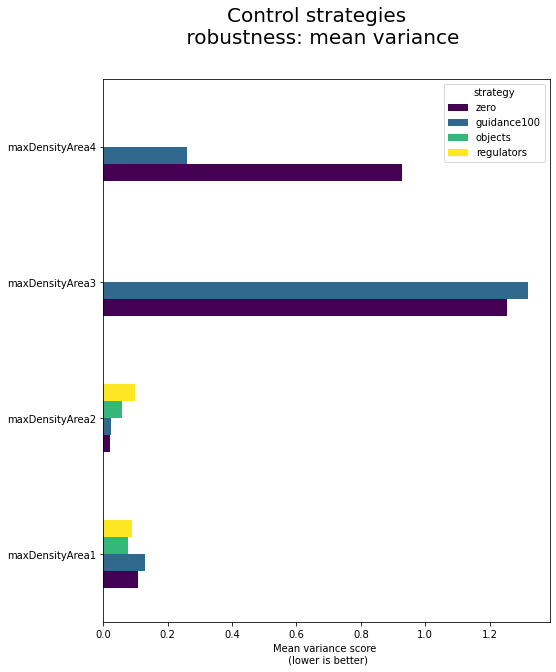 Control strategies
robustness: mean variance
strategy
zero
guidance100
objects
regulators
maxDensityArea4
maxDensityArea3
maxDensityArea2
maxDensityArea1
0.0 0.2 0.4 0.6 0.8 1.0 1.2
Mean variance score
(lower is better)